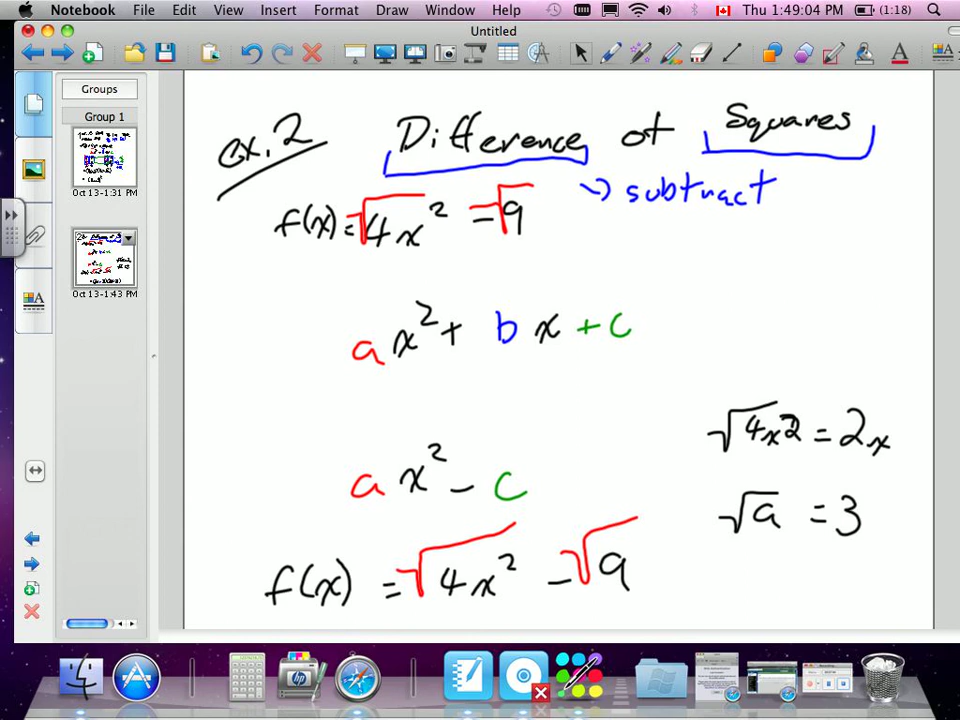 Notebook File Edit View Insert Format Draw Window Help Thu 1:49:04 PM (1:18)
Untitled
Groups
Group 1
Oct 13-1:31 PM
Oct 13-1:43 PM
ex.2 Difference of Squares
↳ subtract
f(x)=√4x² -√9
ax²+ bx +c
ax² - c
√4x2 = 2x
√9 = 3
f(x) = √4x² - √9